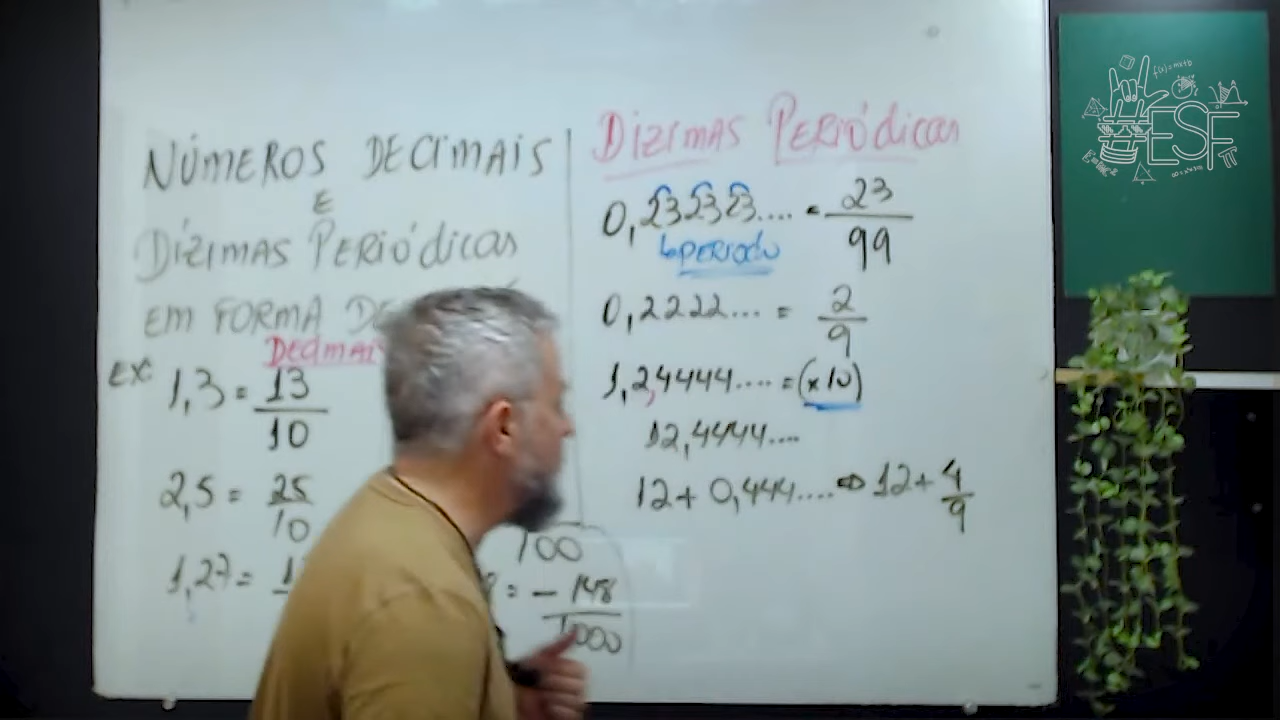 NÚMEROS DECIMAIS
E
DÍZIMAS PERIÓDICAS
EM FORMA DE
DECIMAIS
EX: 1,3 = 13/10
2,5 = 25/10
1,27 =
100
= - 148/1000
DÍZIMAS PERIÓDICAS
0,232323.... = 23/99
PERIODO
0,2222... = 2/9
1,24444.... = (x10)
12,4444....
12 + 0,444.... ⇒ 12 + 4/9
#ESF
f(x)=mx+b
π